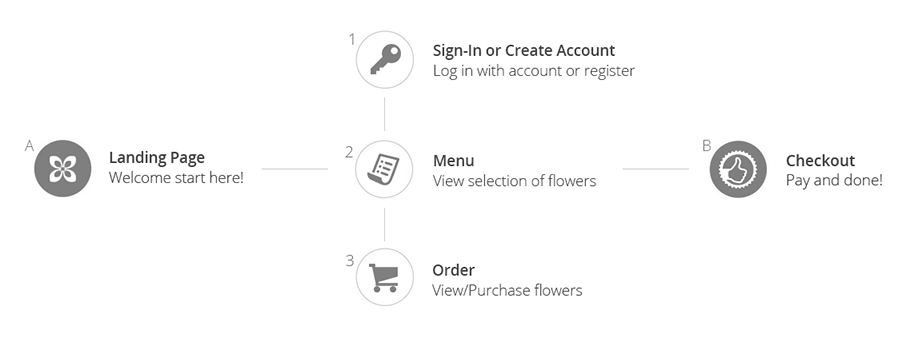 1
Sign-In or Create Account
Log in with account or register
A
Landing Page
Welcome start here!
2
Menu
View selection of flowers
B
Checkout
Pay and done!
3
Order
View/Purchase flowers